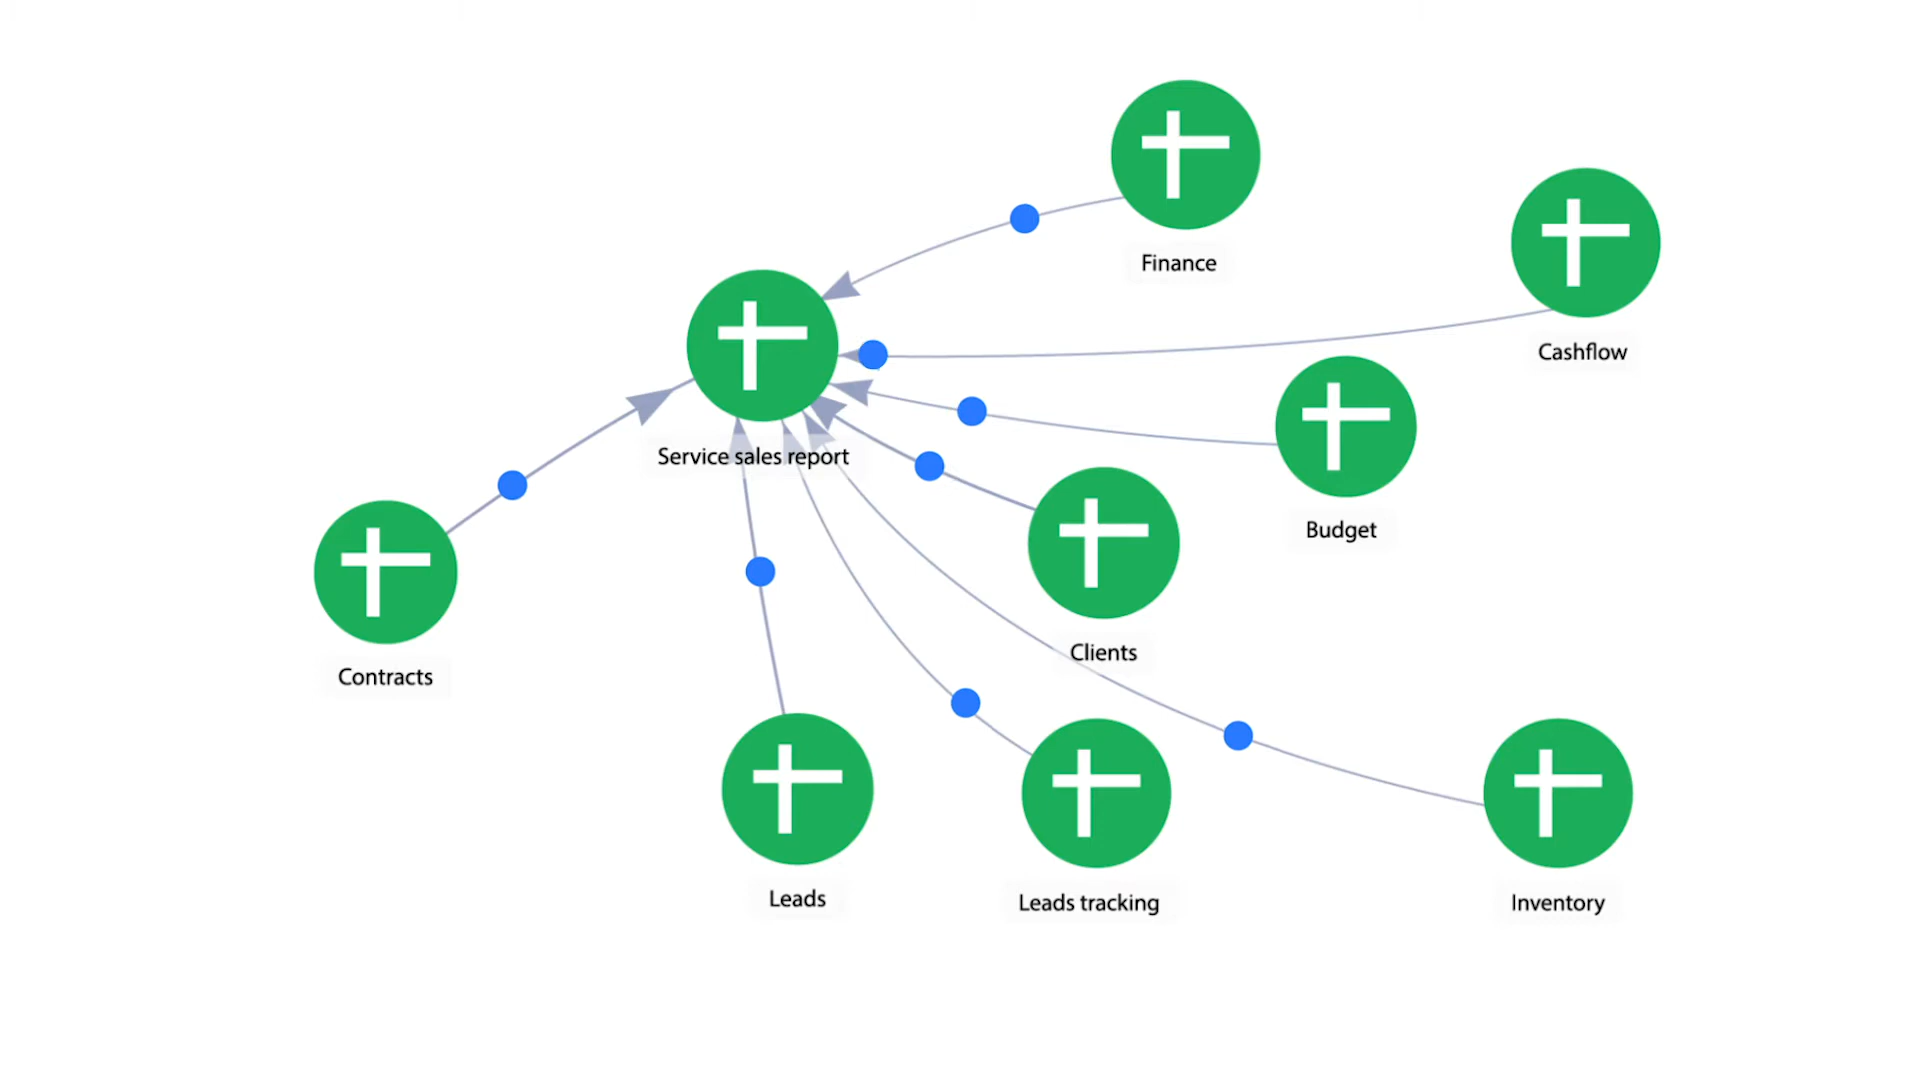 Finance
Cashflow
Service sales report
Budget
Clients
Contracts
Leads
Leads tracking
Inventory